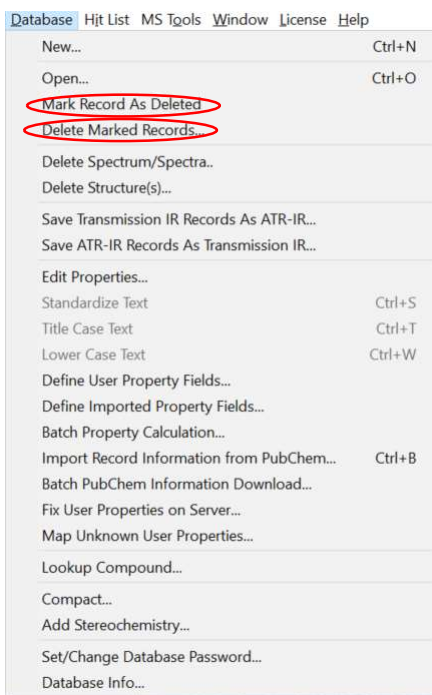 Database Hit List MS Tools Window License Help
New... Ctrl+N
Open... Ctrl+O
Mark Record As Deleted
Delete Marked Records...
Delete Spectrum/Spectra..
Delete Structure(s)...
Save Transmission IR Records As ATR-IR...
Save ATR-IR Records As Transmission IR...
Edit Properties...
Standardize Text Ctrl+S
Title Case Text Ctrl+T
Lower Case Text Ctrl+W
Define User Property Fields...
Define Imported Property Fields...
Batch Property Calculation...
Import Record Information from PubChem... Ctrl+B
Batch PubChem Information Download...
Fix User Properties on Server...
Map Unknown User Properties...
Lookup Compound...
Compact...
Add Stereochemistry...
Set/Change Database Password...
Database Info...